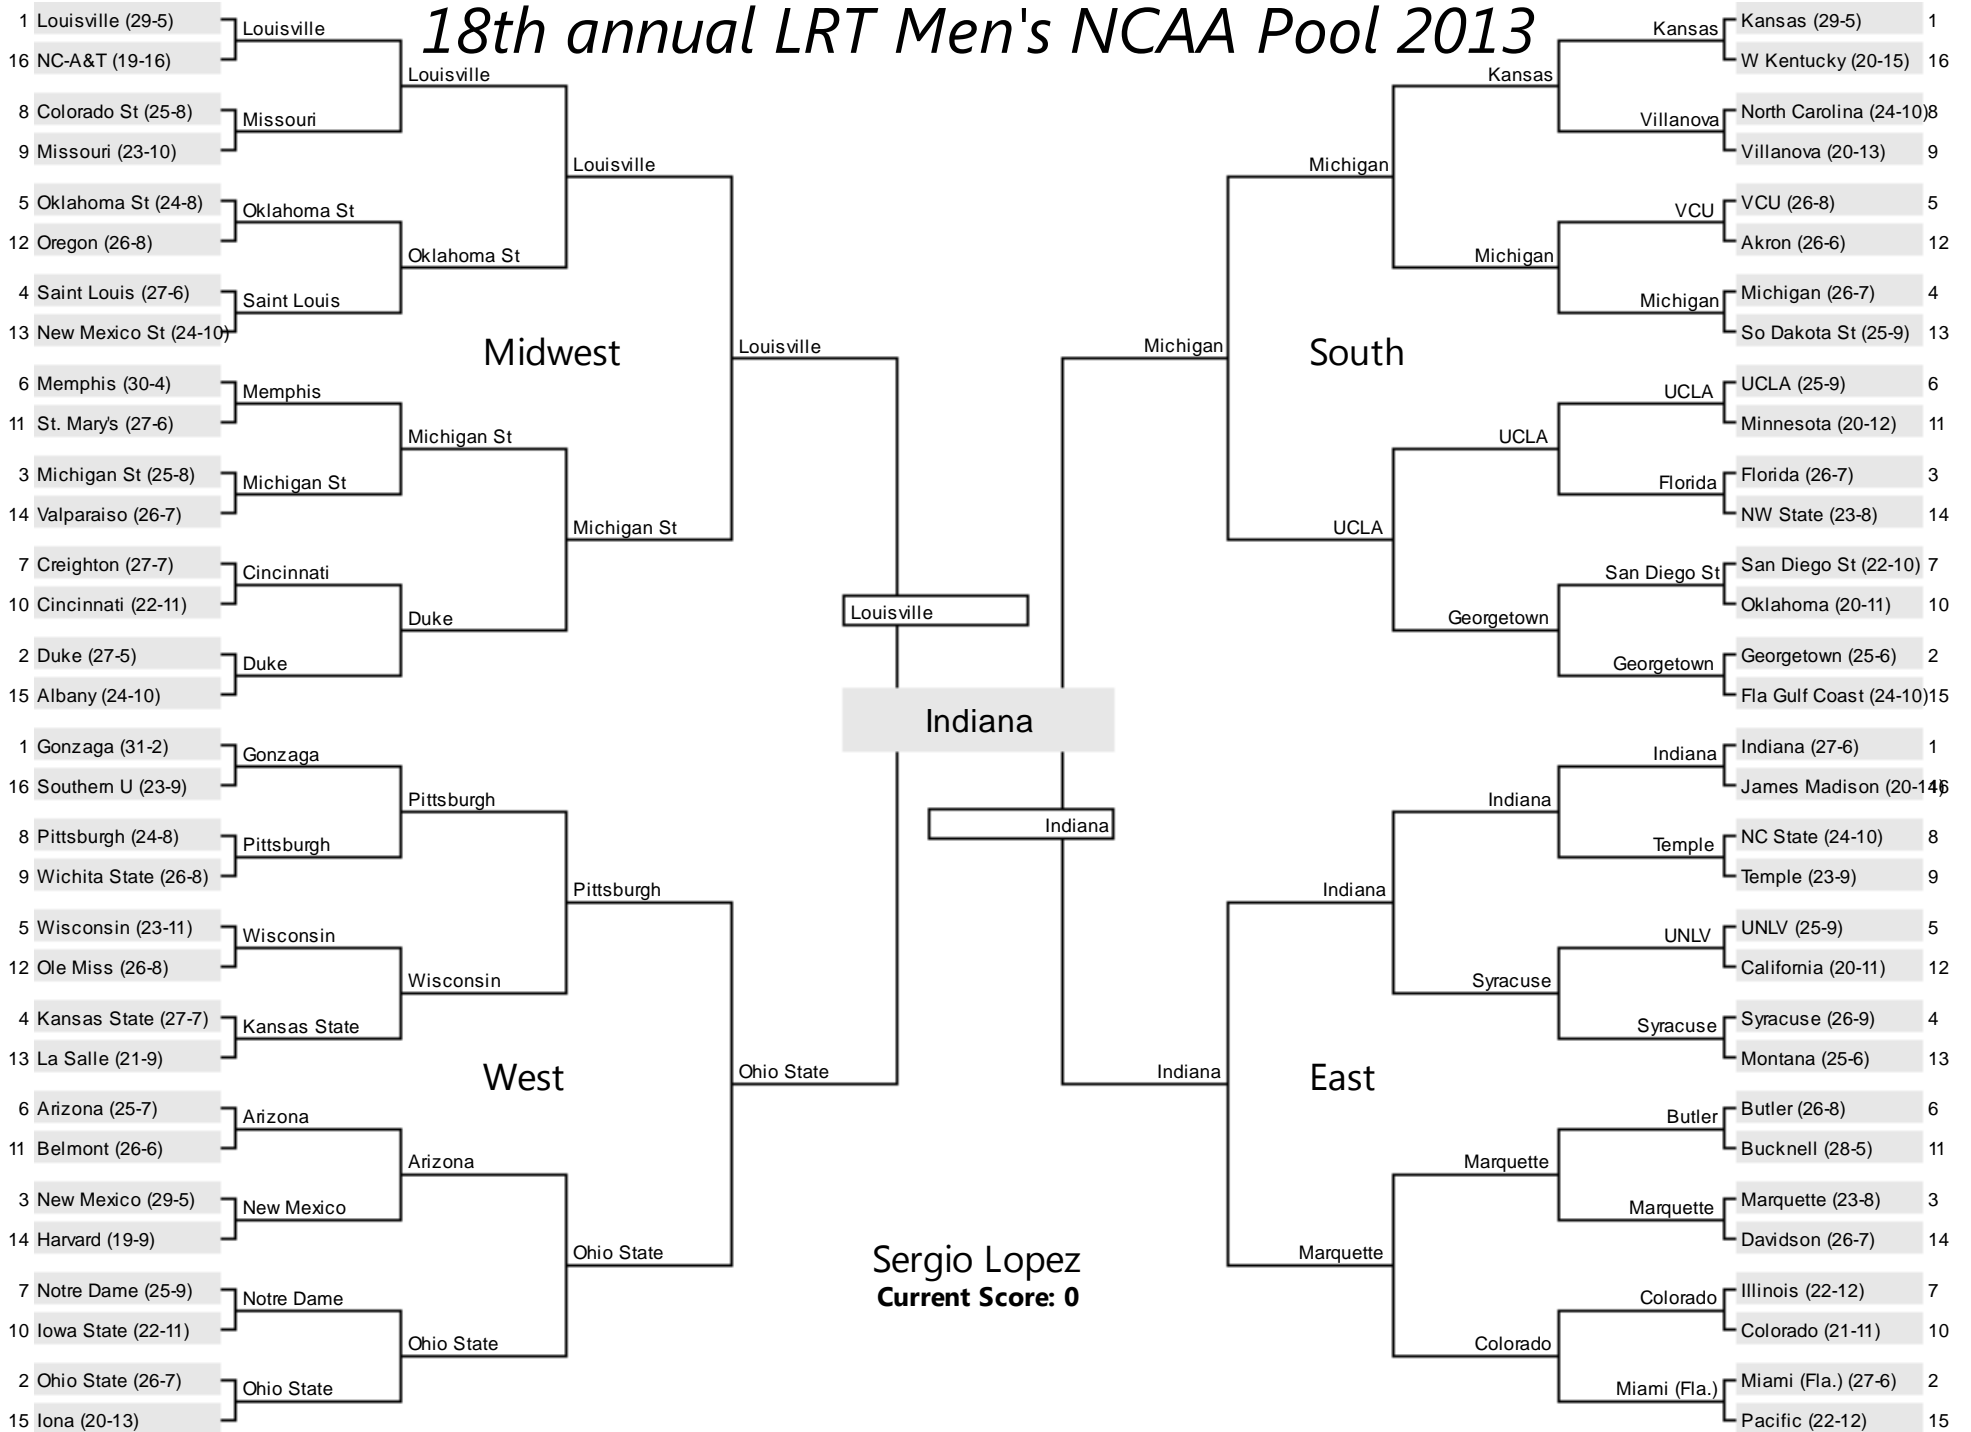 18th annual LRT Men's NCAA Pool 2013
1 Louisville (29-5)
16 NC-A&T (19-16)
8 Colorado St (25-8)
9 Missouri (23-10)
5 Oklahoma St (24-8)
12 Oregon (26-8)
4 Saint Louis (27-6)
13 New Mexico St (24-10)
6 Memphis (30-4)
11 St. Mary's (27-6)
3 Michigan St (25-8)
14 Valparaiso (26-7)
7 Creighton (27-7)
10 Cincinnati (22-11)
2 Duke (27-5)
15 Albany (24-10)
Louisville
Missouri
Oklahoma St
Saint Louis
Memphis
Michigan St
Cincinnati
Duke
Louisville
Oklahoma St
Michigan St
Duke
Louisville
Michigan St
Midwest
Louisville
1 Gonzaga (31-2)
16 Southern U (23-9)
8 Pittsburgh (24-8)
9 Wichita State (26-8)
5 Wisconsin (23-11)
12 Ole Miss (26-8)
4 Kansas State (27-7)
13 La Salle (21-9)
6 Arizona (25-7)
11 Belmont (26-6)
3 New Mexico (29-5)
14 Harvard (19-9)
7 Notre Dame (25-9)
10 Iowa State (22-11)
2 Ohio State (26-7)
15 Iona (20-13)
Gonzaga
Pittsburgh
Wisconsin
Kansas State
Arizona
New Mexico
Notre Dame
Ohio State
Pittsburgh
Wisconsin
Arizona
Ohio State
Pittsburgh
Ohio State
West
Ohio State
Louisville
Indiana
Indiana
Sergio Lopez
Current Score: 0
Kansas (29-5) 1
W Kentucky (20-15) 16
North Carolina (24-10) 8
Villanova (20-13) 9
VCU (26-8) 5
Akron (26-6) 12
Michigan (26-7) 4
So Dakota St (25-9) 13
UCLA (25-9) 6
Minnesota (20-12) 11
Florida (26-7) 3
NW State (23-8) 14
San Diego St (22-10) 7
Oklahoma (20-11) 10
Georgetown (25-6) 2
Fla Gulf Coast (24-10) 15
Kansas
Villanova
VCU
Michigan
UCLA
Florida
San Diego St
Georgetown
Kansas
Michigan
UCLA
Georgetown
Michigan
UCLA
South
Michigan
Indiana (27-6) 1
James Madison (20-14) 16
NC State (24-10) 8
Temple (23-9) 9
UNLV (25-9) 5
California (20-11) 12
Syracuse (26-9) 4
Montana (25-6) 13
Butler (26-8) 6
Bucknell (28-5) 11
Marquette (23-8) 3
Davidson (26-7) 14
Illinois (22-12) 7
Colorado (21-11) 10
Miami (Fla.) (27-6) 2
Pacific (22-12) 15
Indiana
Temple
UNLV
Syracuse
Butler
Marquette
Colorado
Miami (Fla.)
Indiana
Syracuse
Marquette
Colorado
Indiana
Marquette
East
Indiana